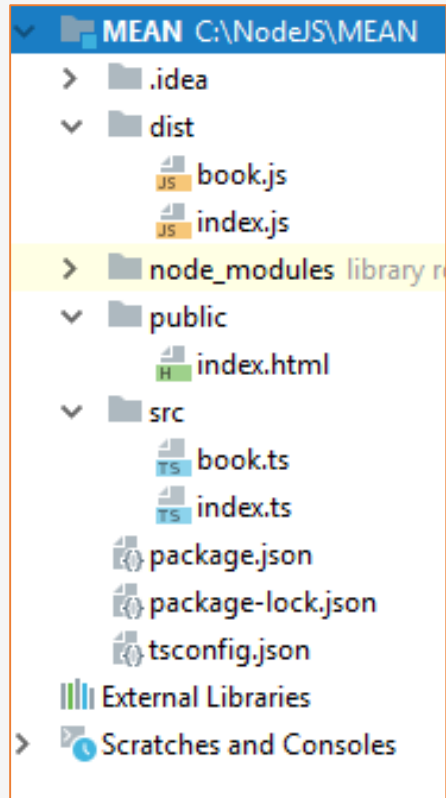 MEAN C:\NodeJS\MEAN
.idea
dist
JS book.js
JS index.js
node_modules library r
public
H index.html
src
TS book.ts
TS index.ts
package.json
package-lock.json
tsconfig.json
External Libraries
Scratches and Consoles